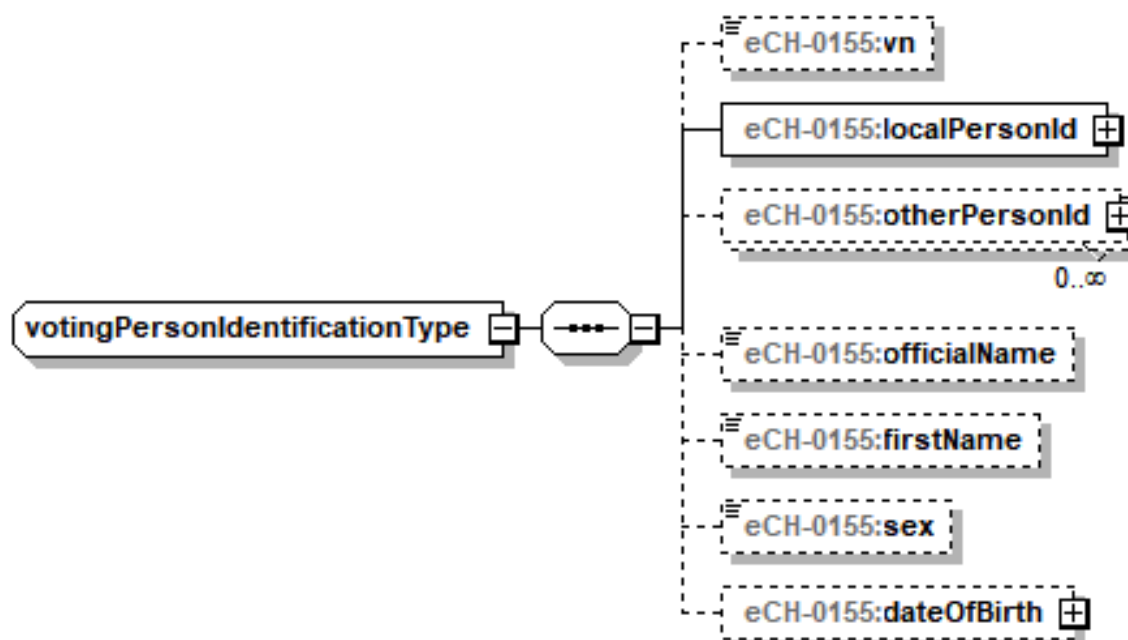 eCH-0155:vn
eCH-0155:localPersonId
eCH-0155:otherPersonId
0..∞
votingPersonIdentificationType
eCH-0155:officialName
eCH-0155:firstName
eCH-0155:sex
eCH-0155:dateOfBirth